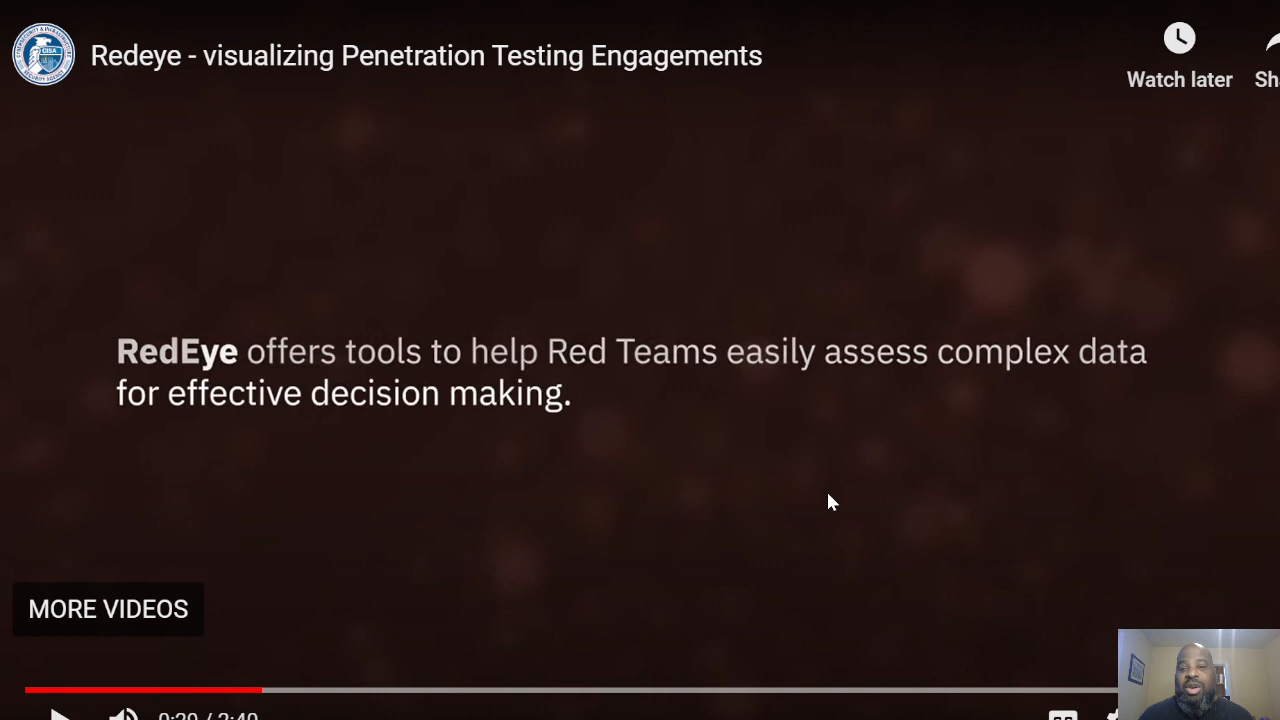 Redeye - visualizing Penetration Testing Engagements
Watch later
CISA
RedEye offers tools to help Red Teams easily assess complex data
for effective decision making.
MORE VIDEOS